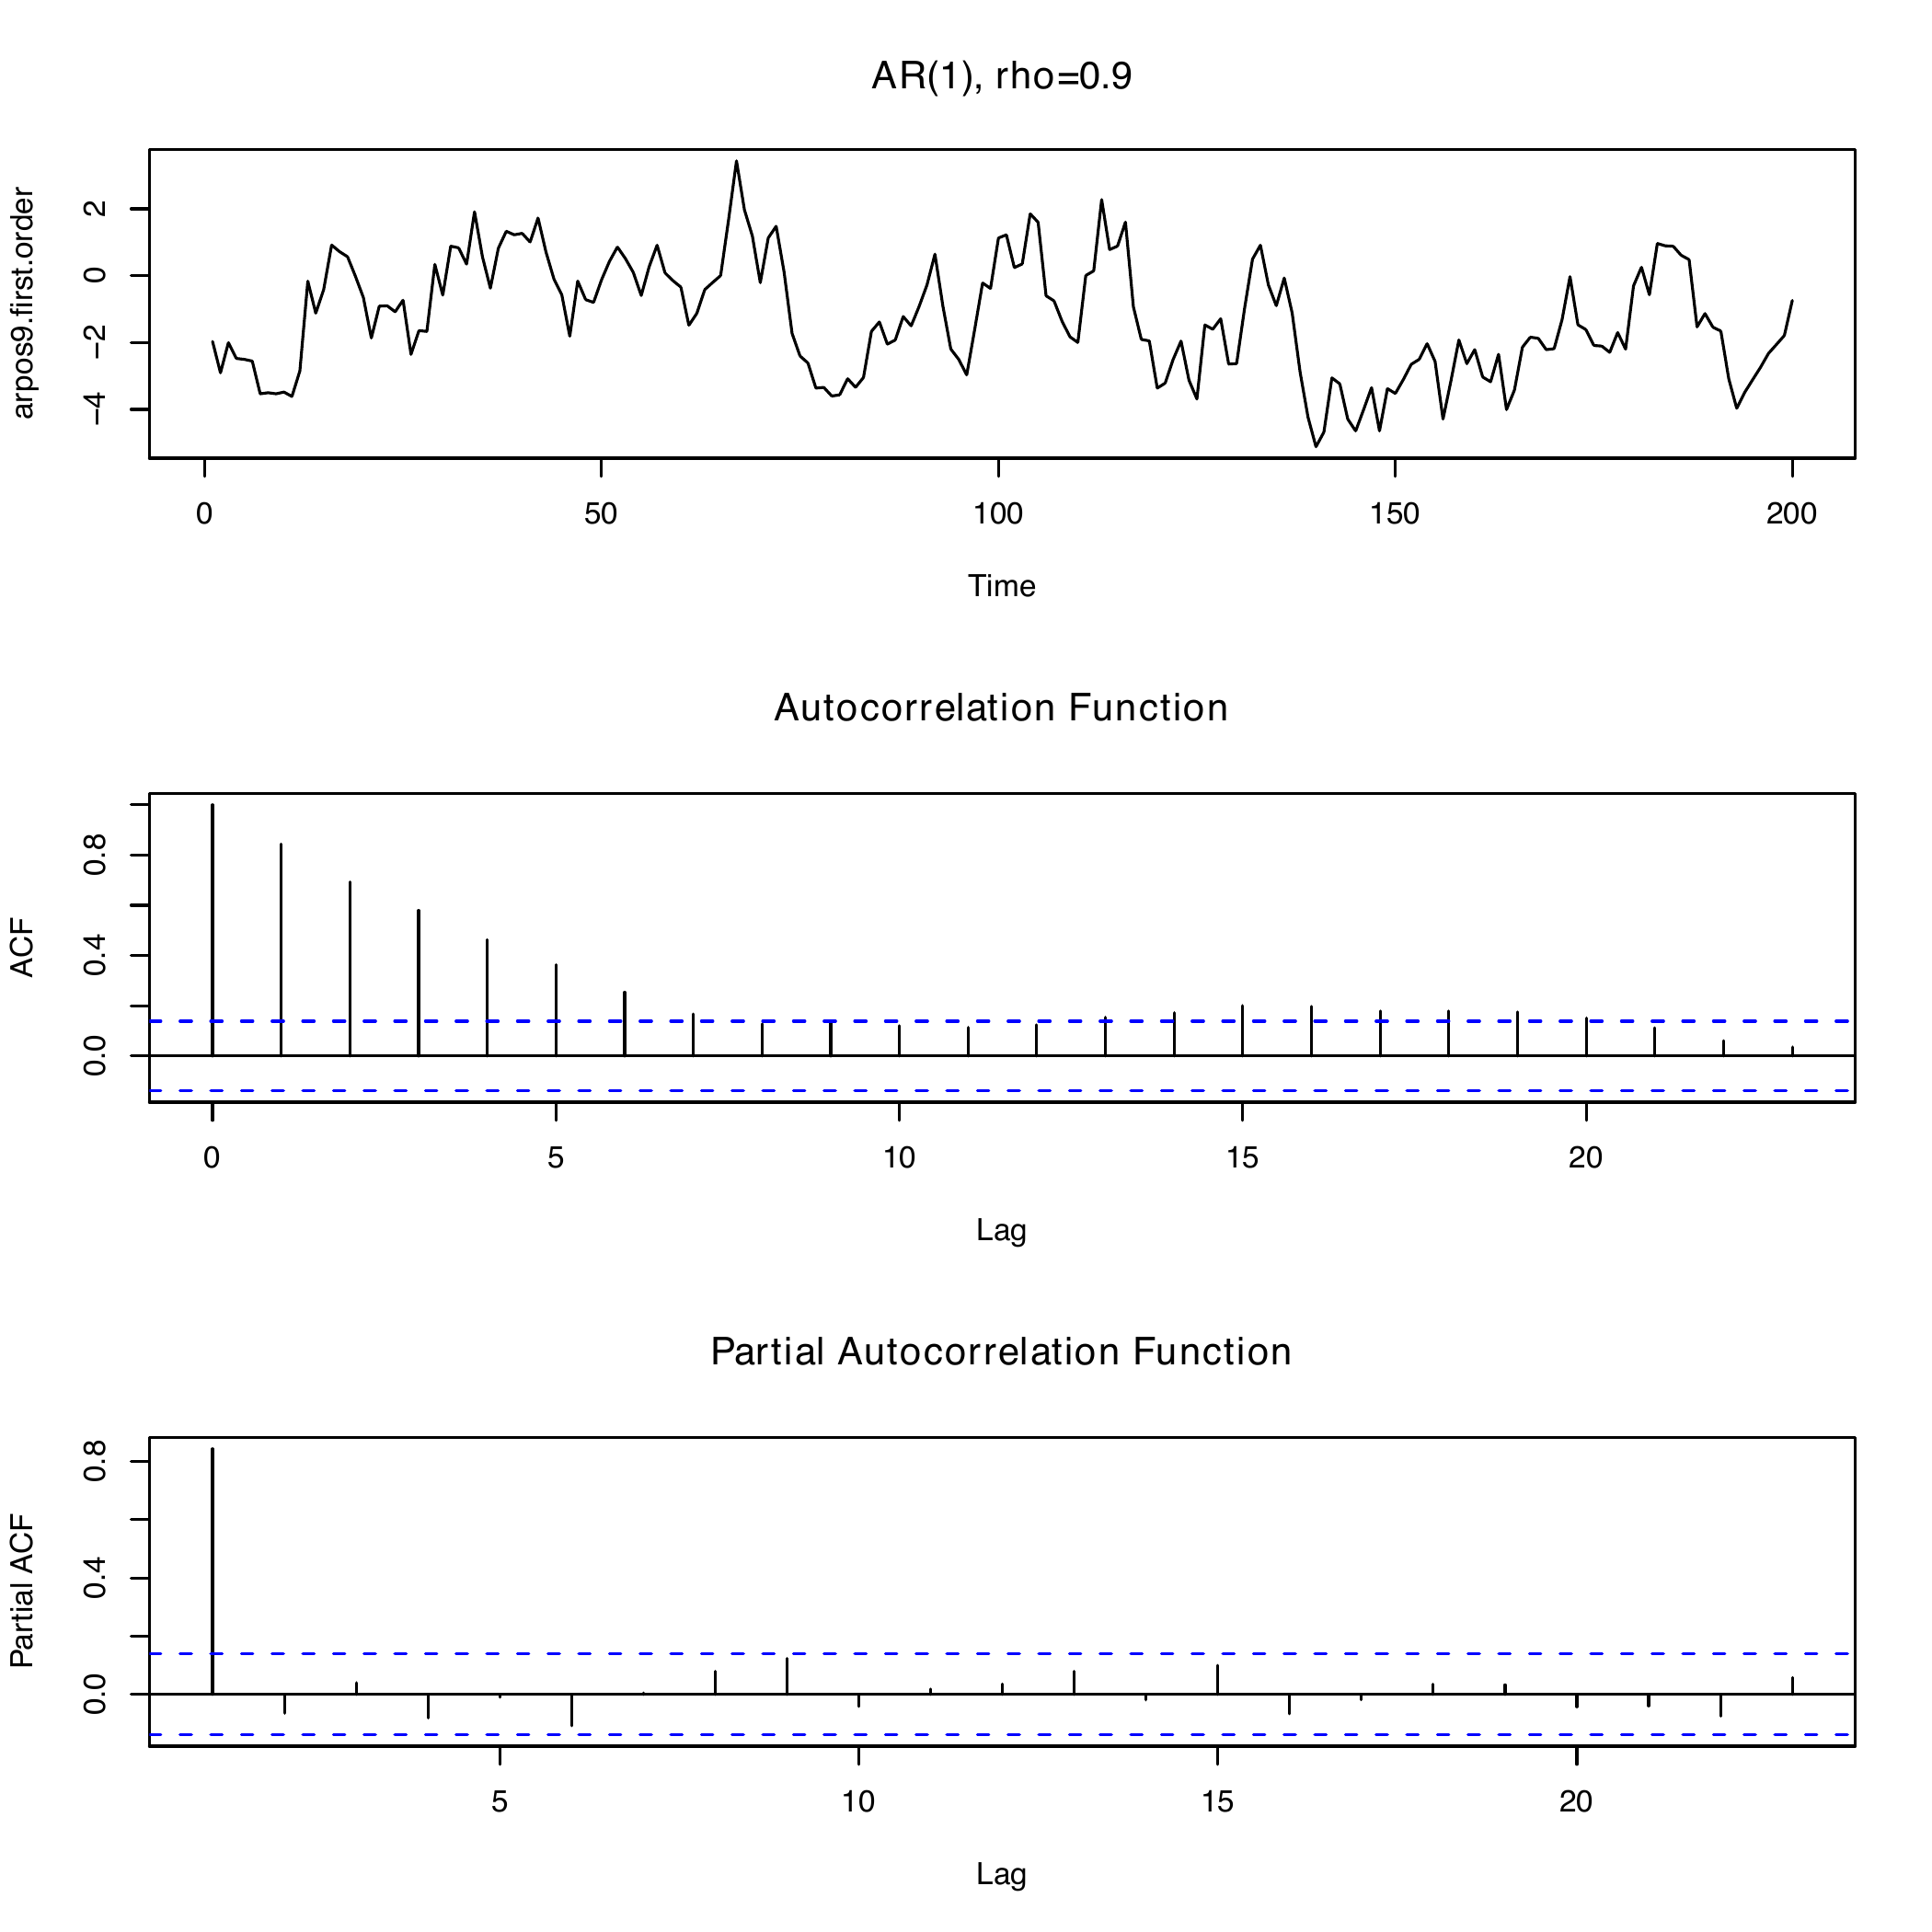 AR(1), rho=0.9
arpos9.first.order
2
0
−2
−4
0 50 100 150 200
Time
Autocorrelation Function
ACF
0.8
0.4
0.0
0 5 10 15 20
Lag
Partial Autocorrelation Function
Partial ACF
0.8
0.4
0.0
5 10 15 20
Lag